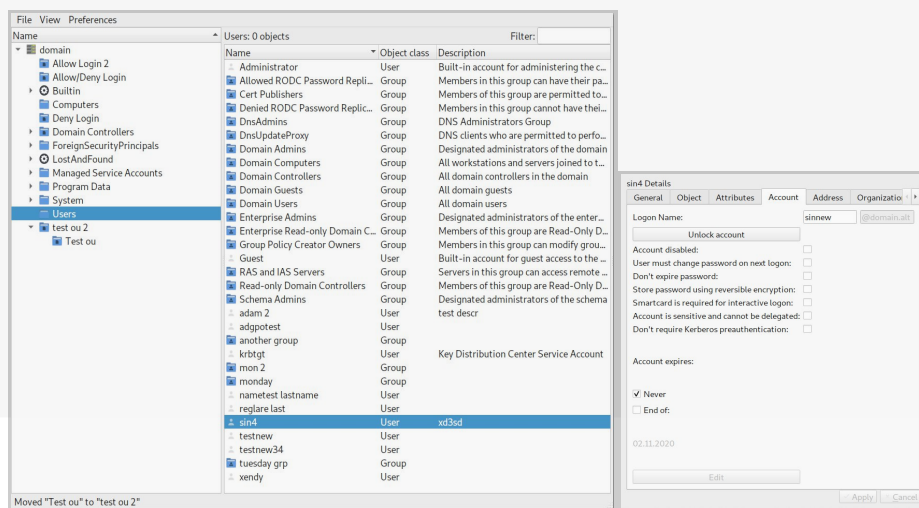 File View Preferences
Name
domain
Allow Login 2
Allow/Deny Login
Builtin
Computers
Deny Login
Domain Controllers
ForeignSecurityPrincipals
LostAndFound
Managed Service Accounts
Program Data
System
Users
test ou 2
Test ou
Users: 0 objects Filter:
Name Object class Description
Administrator User Built-in account for administering the c...
Allowed RODC Password Repli... Group Members in this group can have their pa...
Cert Publishers Group Members of this group are permitted to...
Denied RODC Password Replic... Group Members in this group cannot have thei...
DnsAdmins Group DNS Administrators Group
DnsUpdateProxy Group DNS clients who are permitted to perfo...
Domain Admins Group Designated administrators of the domain
Domain Computers Group All workstations and servers joined to t...
Domain Controllers Group All domain controllers in the domain
Domain Guests Group All domain guests
Domain Users Group All domain users
Enterprise Admins Group Designated administrators of the enter...
Enterprise Read-only Domain C... Group Members of this group are Read-Only D...
Group Policy Creator Owners Group Members in this group can modify grou...
Guest User Built-in account for guest access to the ...
RAS and IAS Servers Group Servers in this group can access remote ...
Read-only Domain Controllers Group Members of this group are Read-Only D...
Schema Admins Group Designated administrators of the schema
adam 2 User test descr
adgpotest User
another group Group
krbtgt User Key Distribution Center Service Account
mon 2 Group
monday Group
nametest lastname User
reglare last User
sin4 User xd3sd
testnew User
testnew34 User
tuesday grp Group
xendy User
Moved "Test ou" to "test ou 2"
sin4 Details
General Object Attributes Account Address Organizatio
Logon Name: sinnew @domain.alt
Unlock account
Account disabled:
User must change password on next logon:
Don't expire password:
Store password using reversible encryption:
Smartcard is required for interactive logon:
Account is sensitive and cannot be delegated:
Don't require Kerberos preauthentication:
Account expires:
Never
End of:
02.11.2020
Edit
Apply Cancel